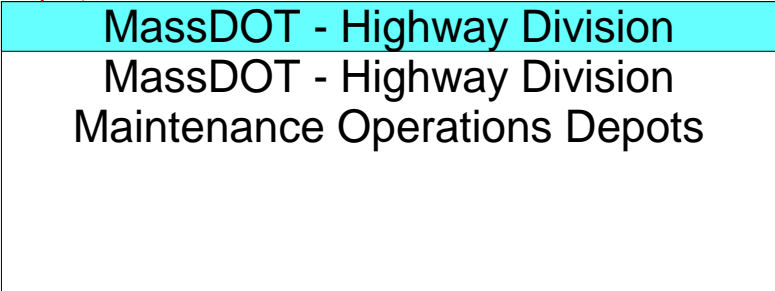 MassDOT - Highway Division
MassDOT - Highway Division
Maintenance Operations Depots